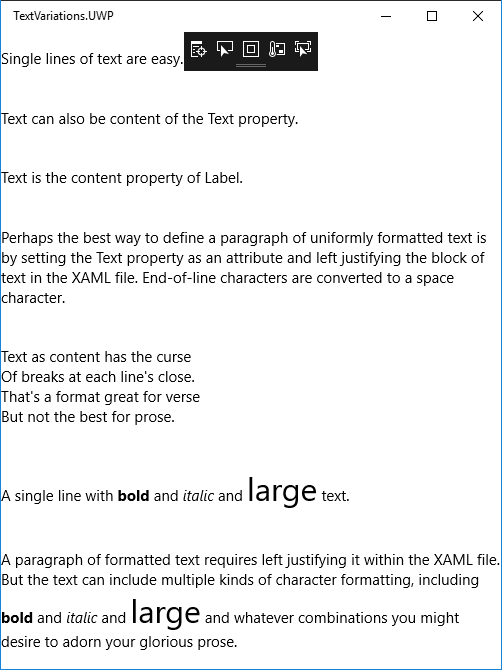 TextVariations.UWP
Single lines of text are easy.
Text can also be content of the Text property.
Text is the content property of Label.
Perhaps the best way to define a paragraph of uniformly formatted text is
by setting the Text property as an attribute and left justifying the block of
text in the XAML file. End-of-line characters are converted to a space
character.
Text as content has the curse
Of breaks at each line's close.
That's a format great for verse
But not the best for prose.
A single line with bold and italic and large text.
A paragraph of formatted text requires left justifying it within the XAML file.
But the text can include multiple kinds of character formatting, including
bold and italic and large and whatever combinations you might
desire to adorn your glorious prose.